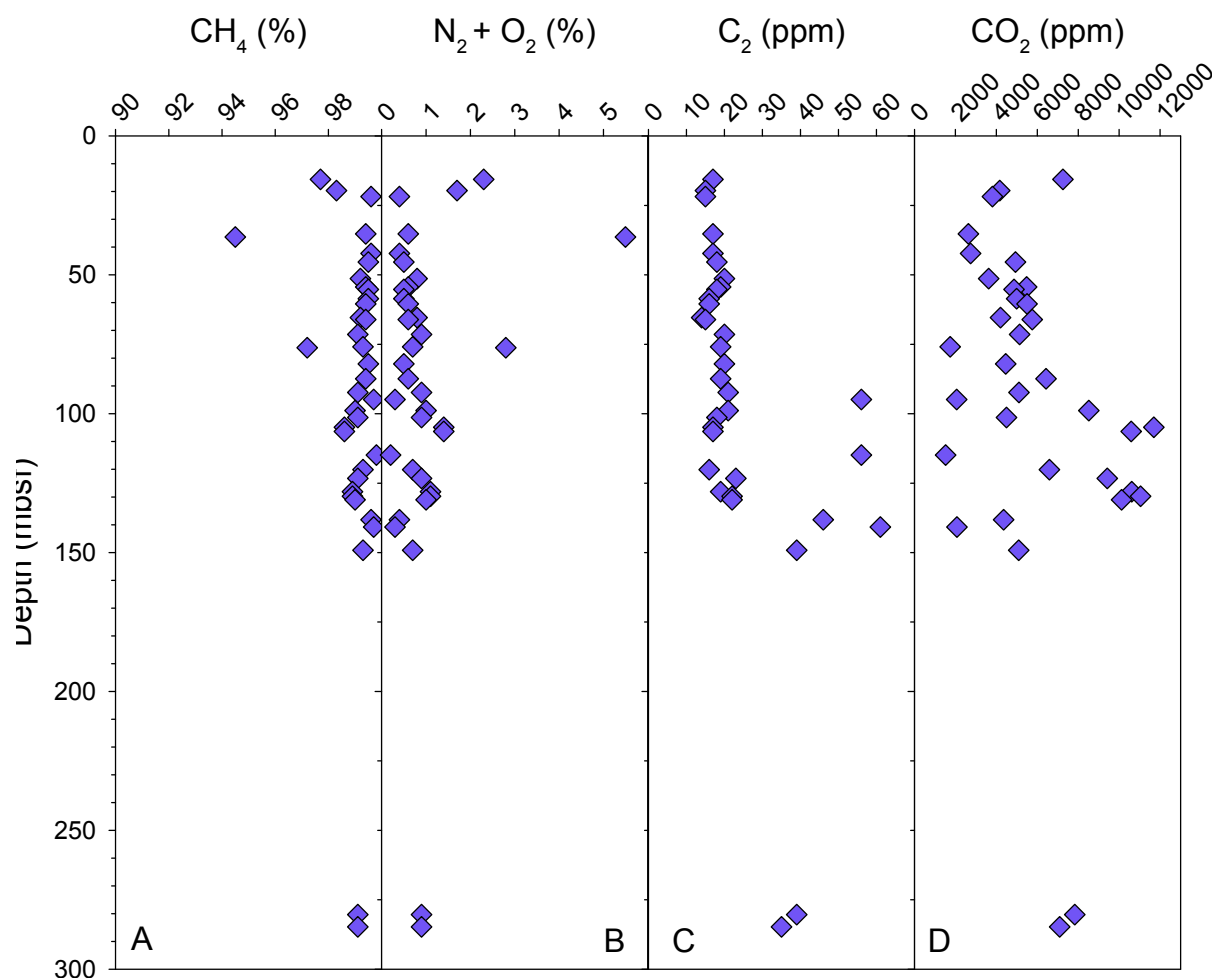 CH₄ (%) N₂ + O₂ (%) C₂ (ppm) CO₂ (ppm)
90 92 94 96 98 0 1 2 3 4 5 0 10 20 30 40 50 60 0 2000 4000 6000 8000 10000 12000
0
50
100
150
200
250
300
Depth (mbsf)
A B C D